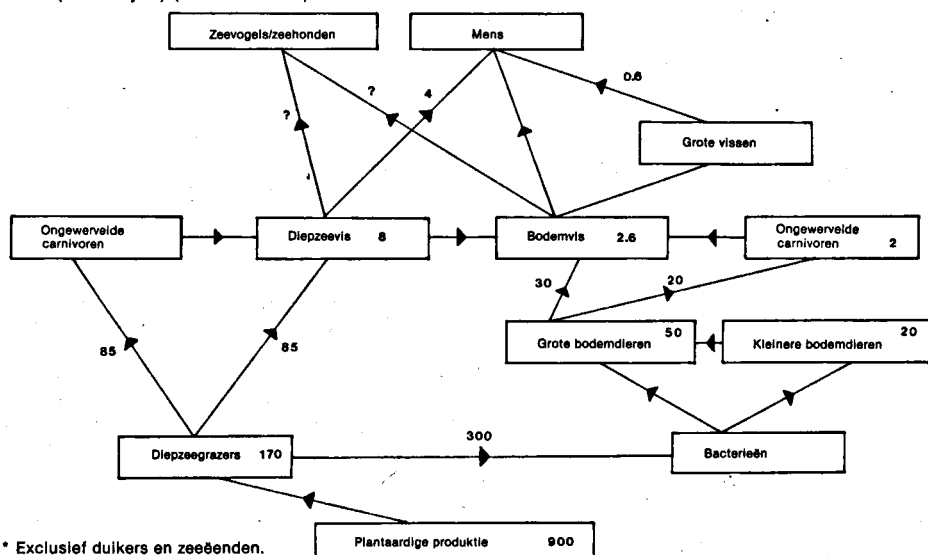 Zeevogels/zeehonden
Mens
?
?
4
0.6
Grote vissen
Ongewervelde
carnivoren
Diepzeevis 8
Bodemvis 2.6
Ongewervelde
carnivoren 2
30
20
85
85
Grote bodemdieren 50
Kleinere bodemdieren 20
Diepzeegrazers 170
300
Bacterieën
Plantaardige produktie 900
* Exclusief duikers en zeeëenden.